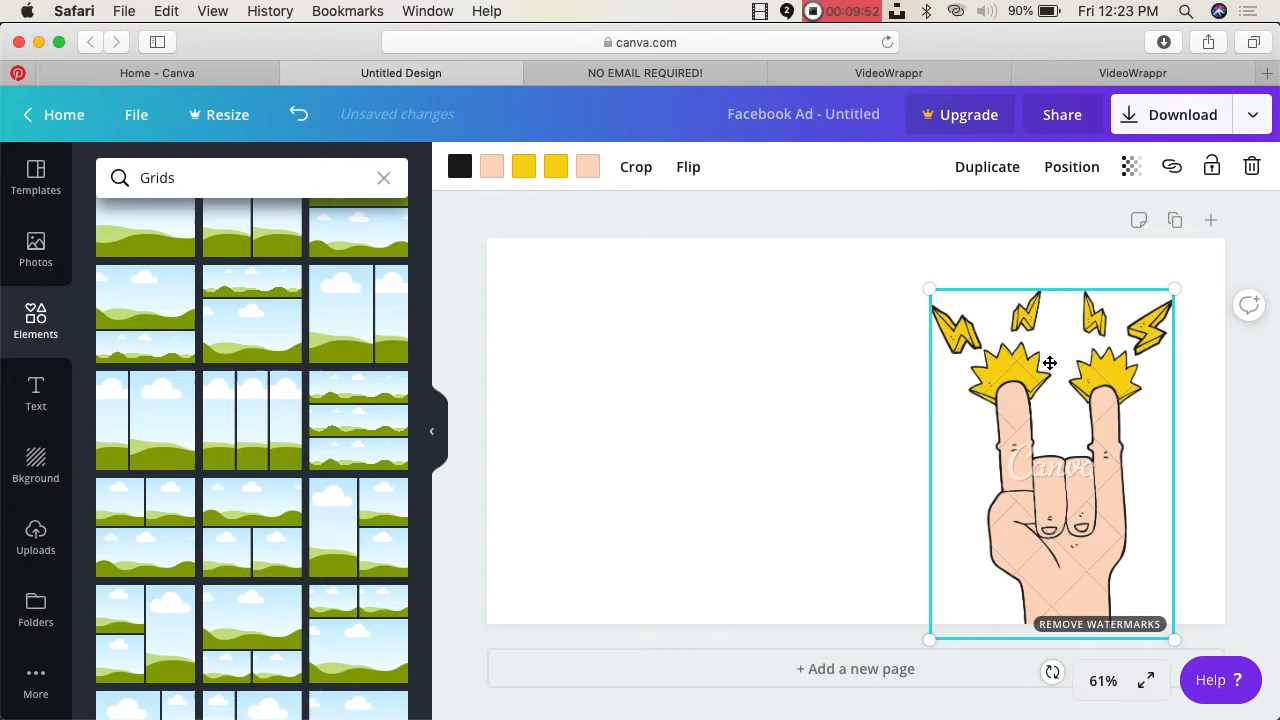 Safari File Edit View History Bookmarks Window Help 2 00:09:52 90% Fri 12:23 PM
canva.com
Home - Canva Untitled Design NO EMAIL REQUIRED! VideoWrappr VideoWrappr
Home File Resize Unsaved changes Facebook Ad - Untitled Upgrade Share Download
Grids Crop Flip Duplicate Position
Templates
Photos
Elements
Text
Bkground
Uploads
Folders
More
Canva
REMOVE WATERMARKS
+ Add a new page
61% Help ?